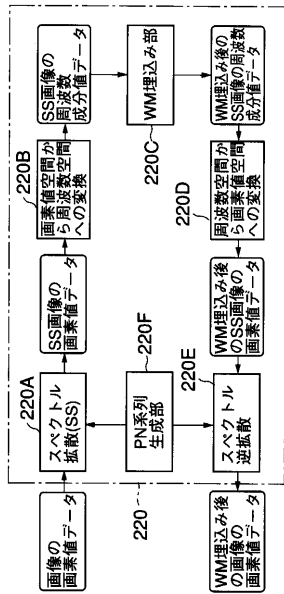 画像の
画素値データ
220A
スペクトル
拡散(SS)
SS画像の
画素値データ
220B
画素値空間か
ら周波数空間
への変換
SS画像の
周波数
成分値データ
WM埋込み部
220C
220
PN系列
生成部
220F
WM埋込み後の
SS画像の周波数
成分値データ
周波数空間か
ら画素値空間
への変換
220D
WM埋込み後
のSS画像の
画素値データ
220E
スペクトル
逆拡散
WM埋込み後
の画像の
画素値データ